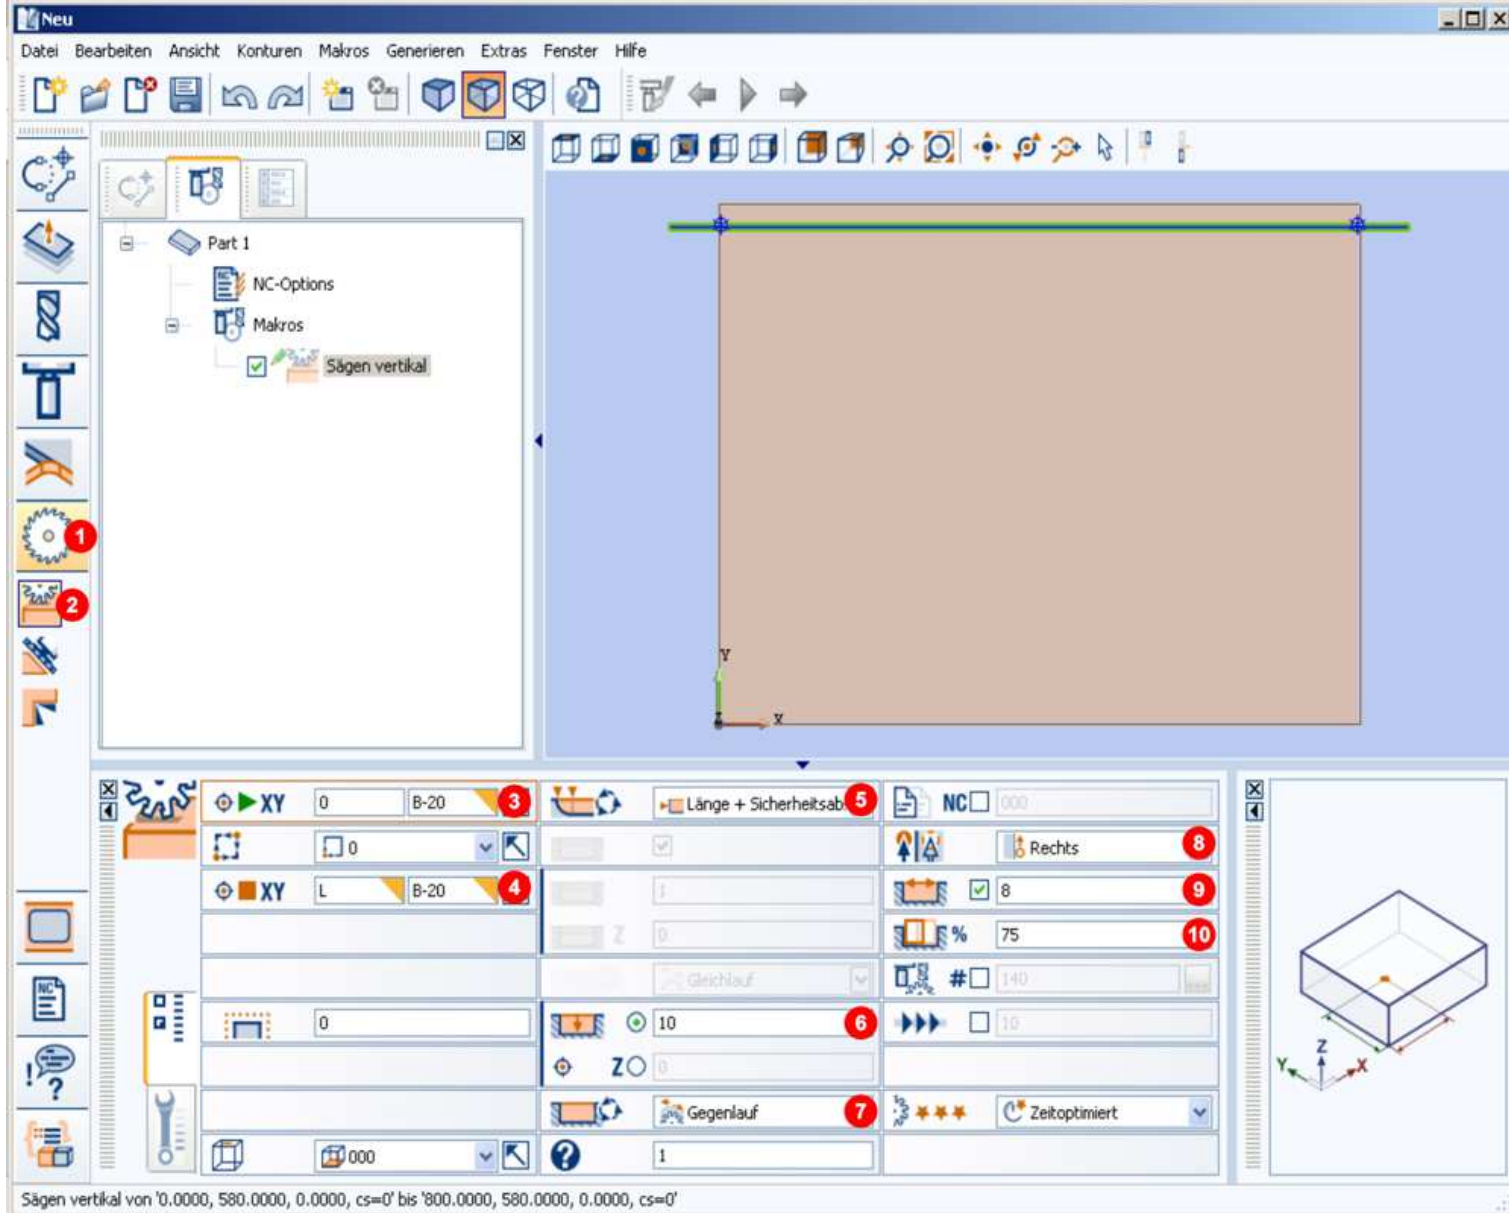 Neu
Datei Bearbeiten Ansicht Konturen Makros Generieren Extras Fenster Hilfe
Part 1
NC-Options
Makros
Sägen vertikal
1
2
Y
X
XY 0 B-20 3
0
XY L B-20 4
0
000
Länge + Sicherheitsab 5
1
Z 0
Gleichlauf
10 6
Z 0
Gegenlauf 7
1
NC 000
Rechts 8
8 9
% 75 10
# 140
10
Zeitoptimiert
Z
Y
X
Sägen vertikal von '0.0000, 580.0000, 0.0000, cs=0' bis '800.0000, 580.0000, 0.0000, cs=0'